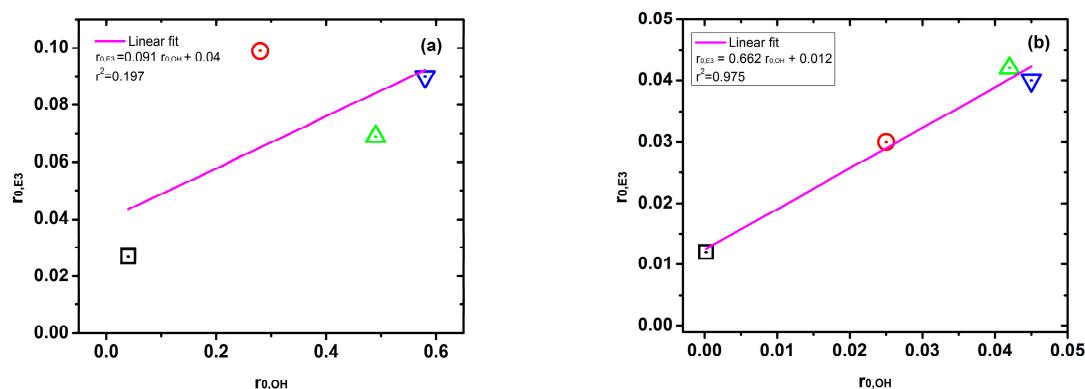 (a)
Linear fit
r0,E3 =0.091 r0,OH + 0.04
r²=0.197
0.10
0.08
0.06
0.04
0.02
0.00
r0,E3
0.0 0.2 0.4 0.6
r0,OH
(b)
Linear fit
r0,E3 = 0.662 r0,OH + 0.012
r²=0.975
0.05
0.04
0.03
0.02
0.01
0.00
r0,E3
0.00 0.01 0.02 0.03 0.04 0.05
r0,OH